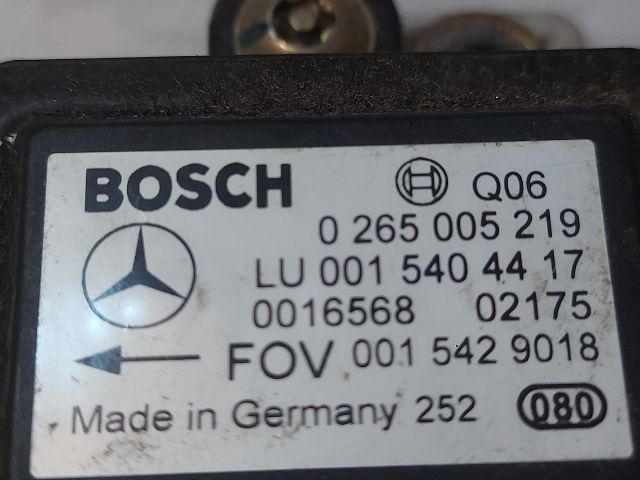 BOSCH Q06
0 265 005 219
LU 001 540 44 17
0016568 02175
FOV 001 542 9018
Made in Germany 252 080